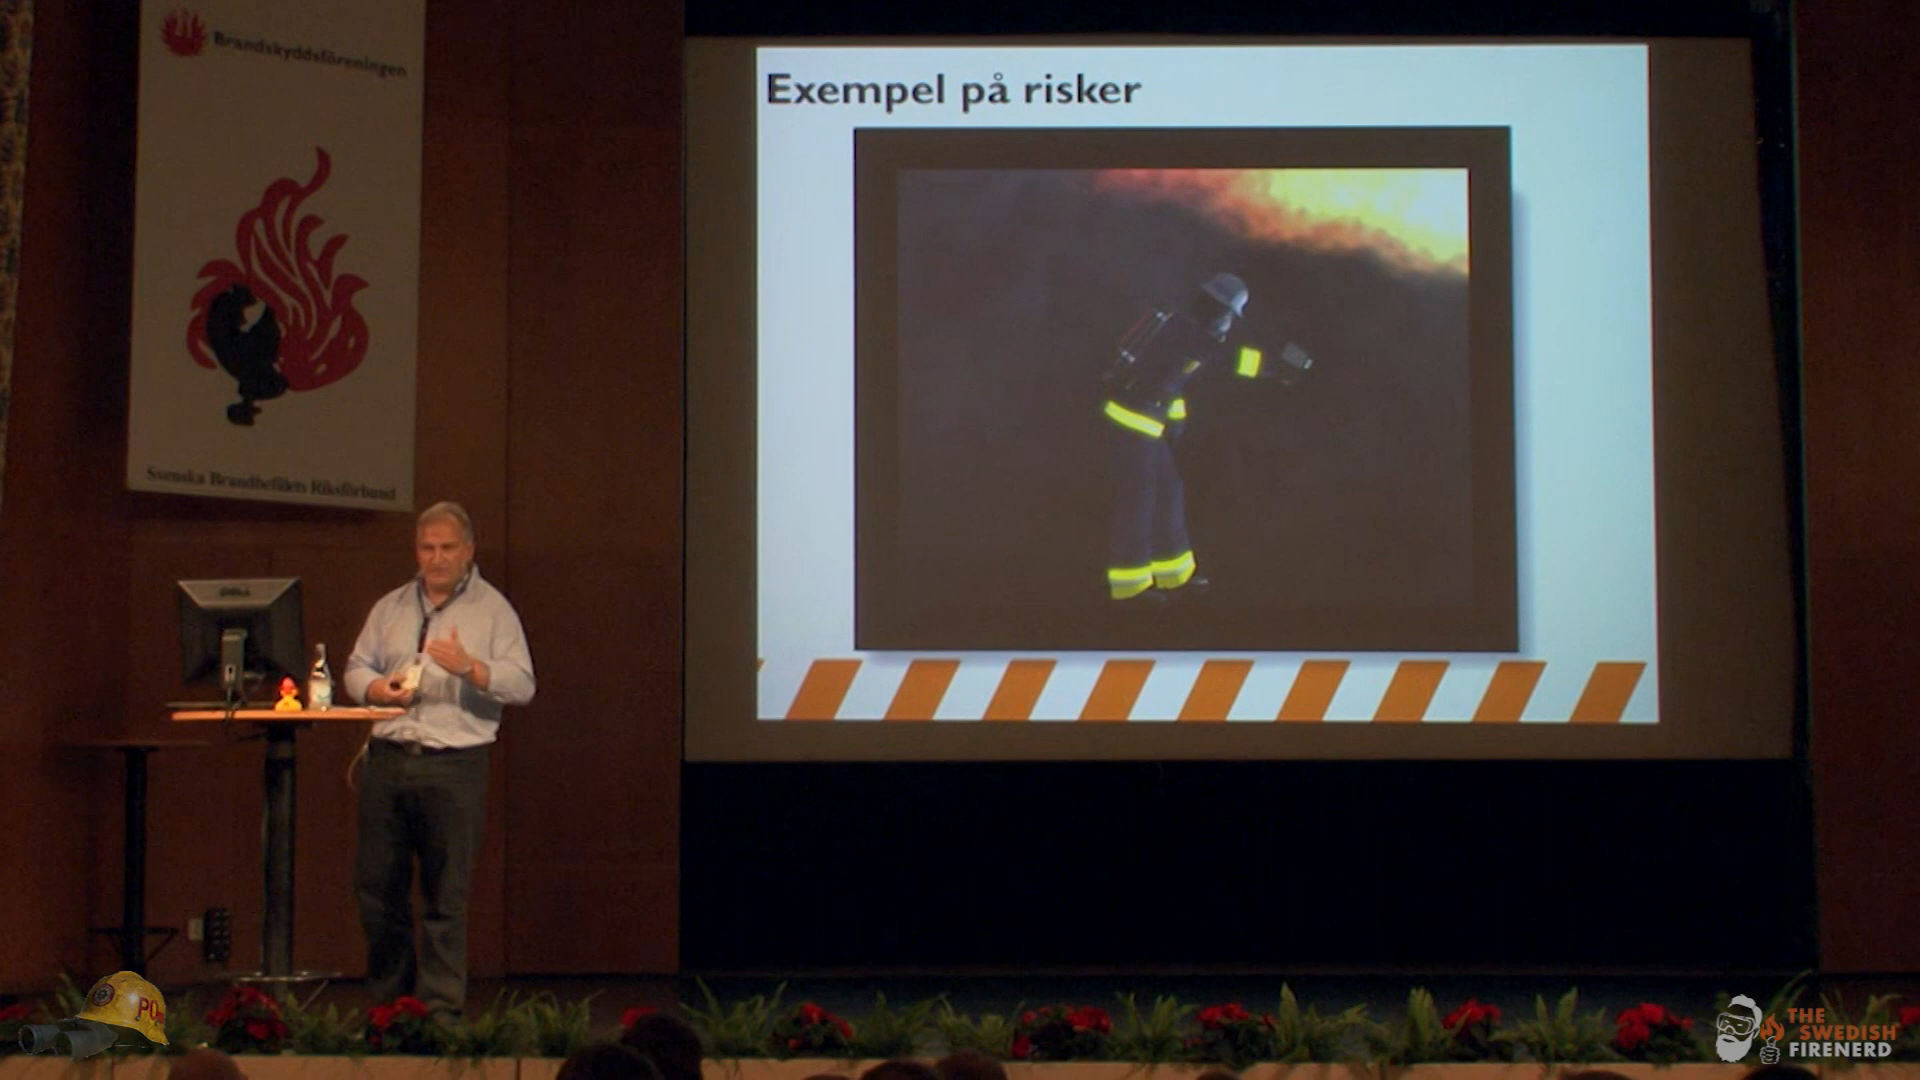 Brandskyddsföreningen
Svenska Brandbefälets Riksförbund
Exempel på risker
DELL
THE
SWEDISH
FIRENERD